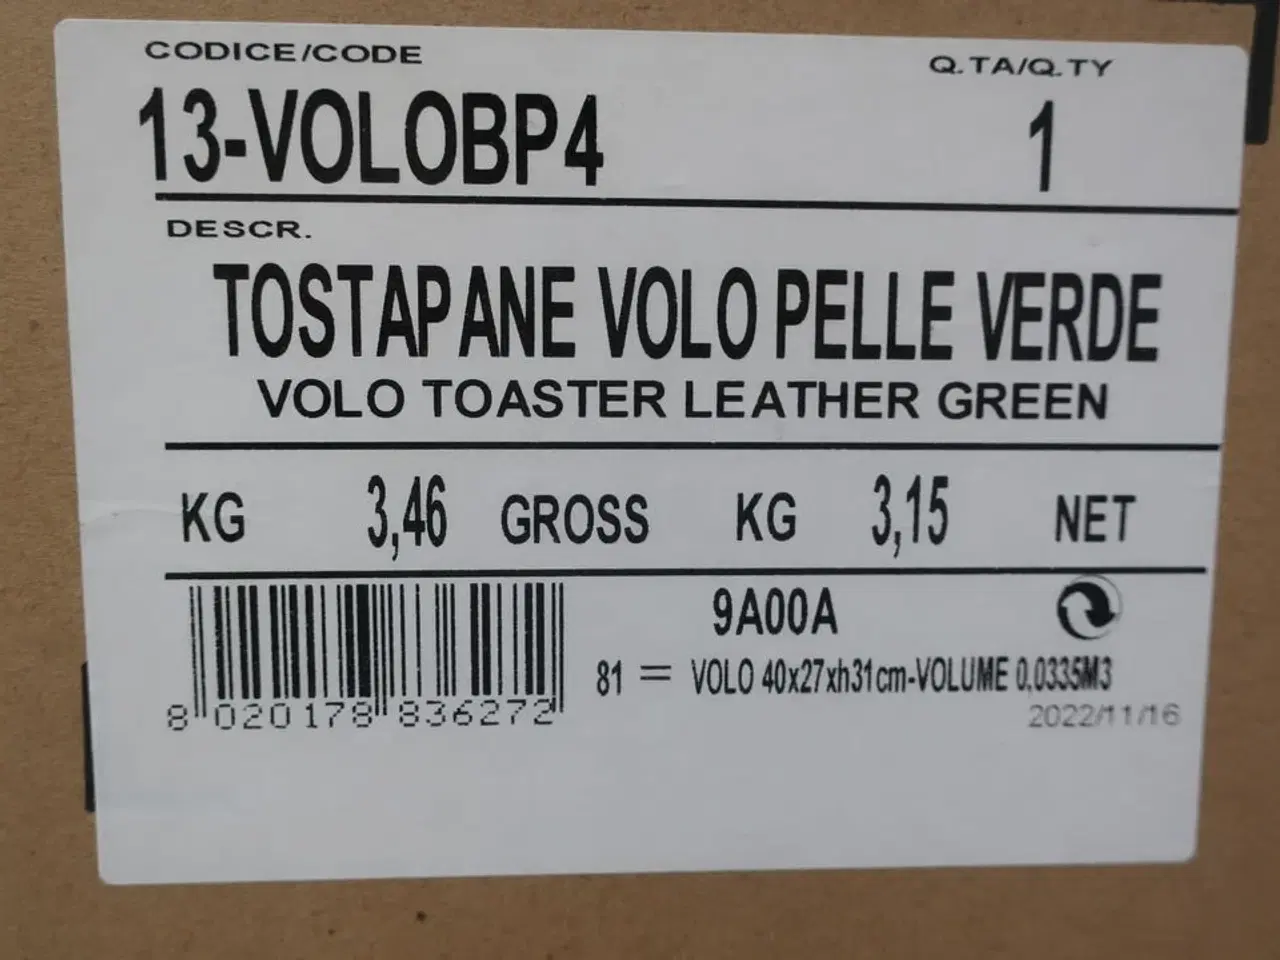 CODICE/CODE Q.TA/Q.TY
13-VOLOBP4 1
DESCR.
TOSTAPANE VOLO PELLE VERDE
VOLO TOASTER LEATHER GREEN
KG 3,46 GROSS KG 3,15 NET
9A00A
81 = VOLO 40x27xh31cm-VOLUME 0,0335M3
8 020178 836272
2022/11/16